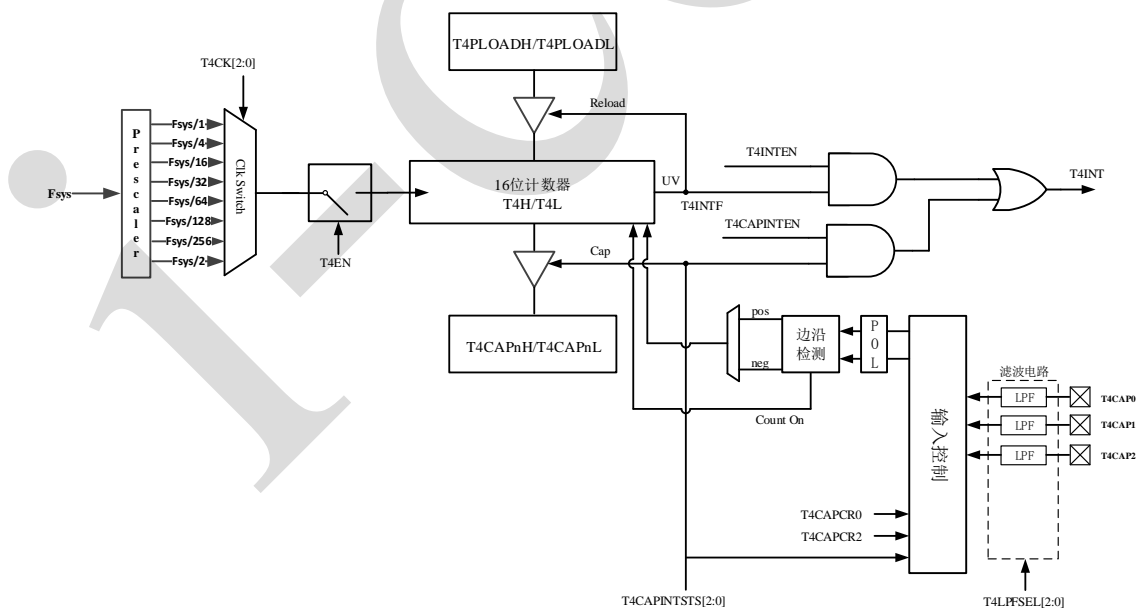 T4PLOADH/T4PLOADL
T4CK[2:0]
Reload
Fsys
Prescaler
Fsys/1
Fsys/4
Fsys/16
Fsys/32
Fsys/64
Fsys/128
Fsys/256
Fsys/2
Clk Switch
T4EN
16位计数器
T4H/T4L
UV
T4INTF
T4INTEN
T4CAPINTEN
T4INT
Cap
T4CAPnH/T4CAPnL
pos
neg
边沿
检测
POL
Count On
输入控制
滤波电路
LPF
T4CAP0
LPF
T4CAP1
LPF
T4CAP2
T4CAPCR0
T4CAPCR2
T4CAPINTSTS[2:0]
T4LPFSEL[2:0]